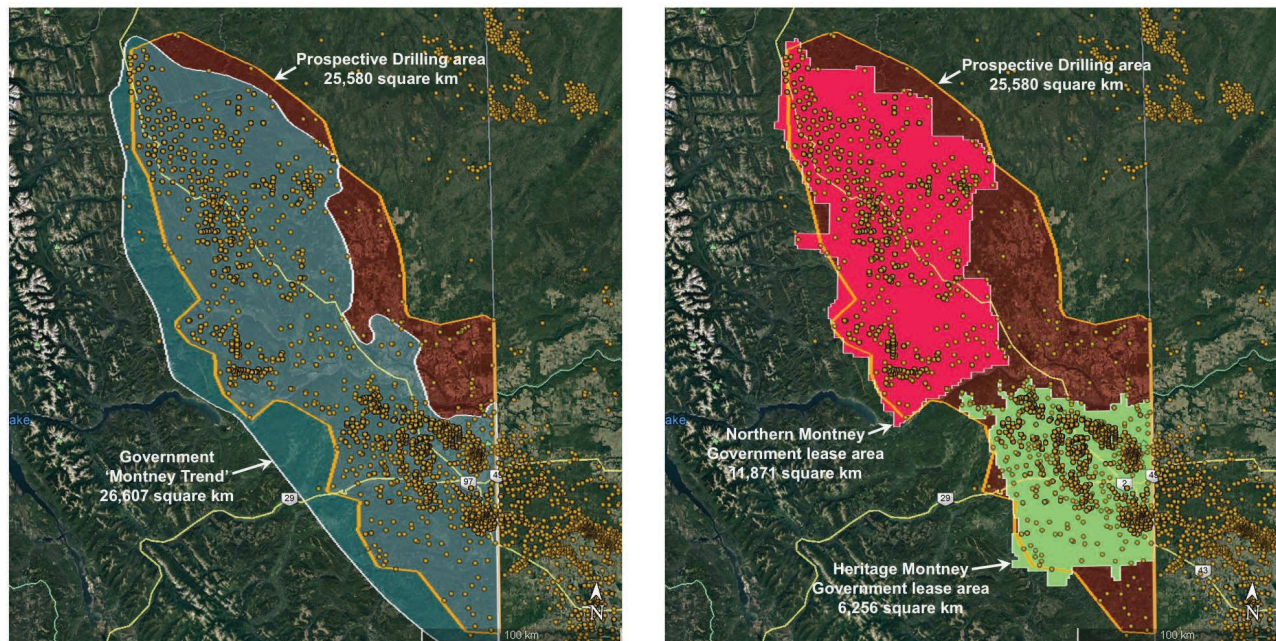 Prospective Drilling area
25,580 square km
Government
‘Montney Trend’
26,607 square km
29
97
100 km
N
Prospective Drilling area
25,580 square km
Northern Montney
Government lease area
11,871 square km
29
2
Heritage Montney
Government lease area
6,256 square km
43
100 km
N